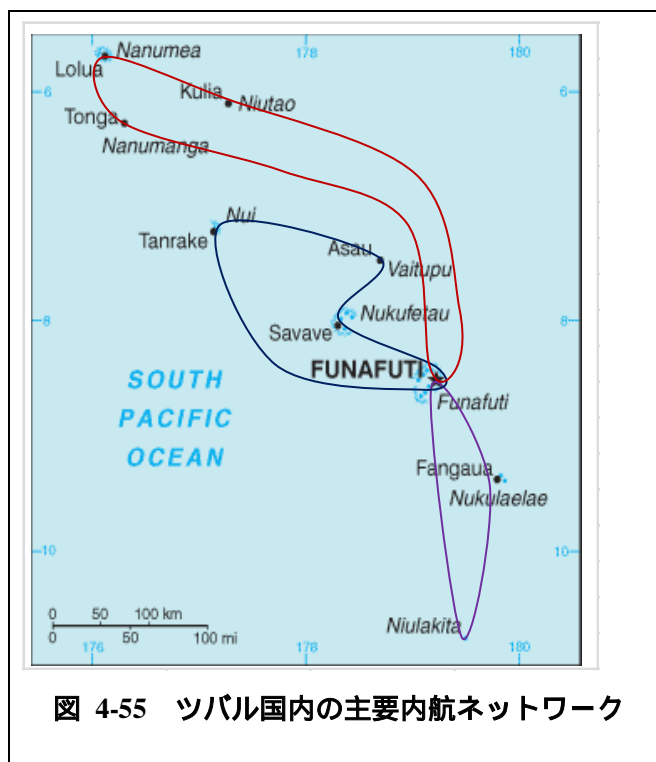 176
178
180
Nanumea
Lolua
6
Kulia
Niutao
6
Tonga
Nanumanga
Nui
Tanrake
Asau
Vaitupu
8
Nukufetau
8
Savave
FUNAFUTI
SOUTH
PACIFIC
OCEAN
Funafuti
Fangaua
Nukulaelae
10
10
0 50 100 km
Niulakita
0 50 100 mi
176
178
180
図 4-55 ツバル国内の主要内航ネットワーク